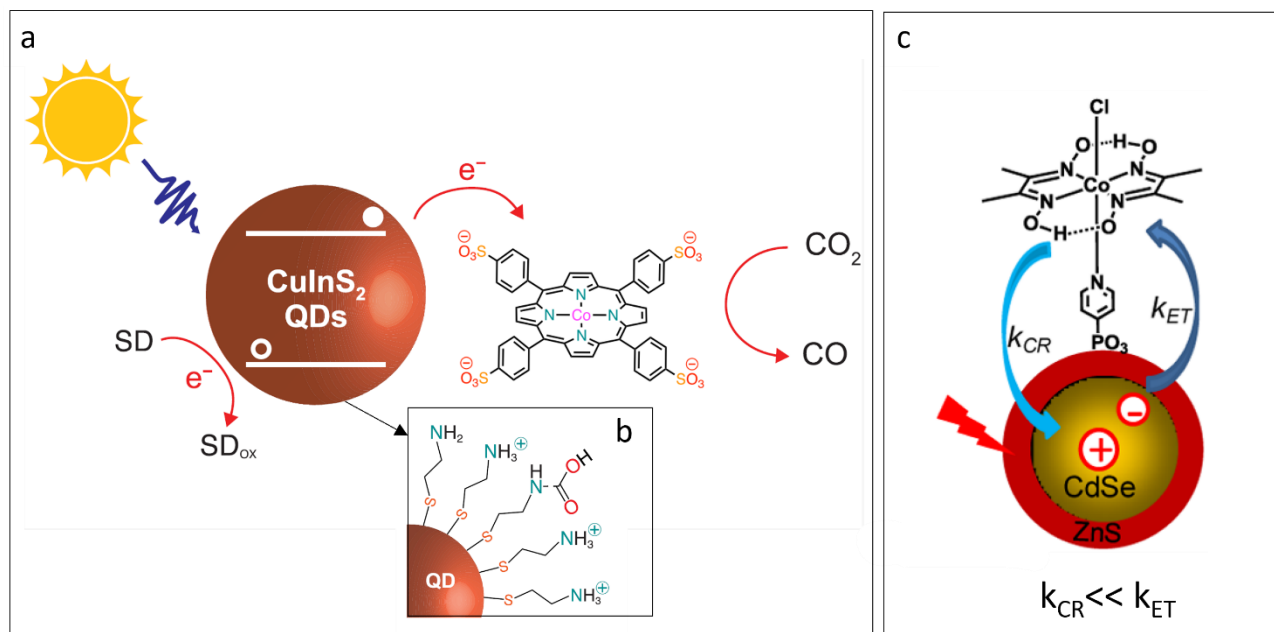 a
e⁻
CuInS₂
QDs
SD
e⁻
SDₒₓ
⊖
O₃S
⊖
SO₃
N
N Co N
N
O₃S
⊖
SO₃
⊖
CO₂
CO
b
NH₂
NH₃⊕
H
N
OH
O
NH₃⊕
NH₃⊕
S
S
S
S
S
QD
c
Cl
O H O
N N
Co
N N
O H O
N
PO₃
k_CR
k_ET
−
+
CdSe
ZnS
k_CR << k_ET